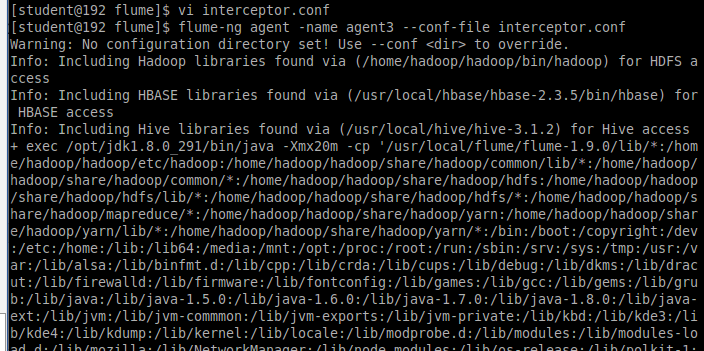 [student@192 flume]$ vi interceptor.conf
[student@192 flume]$ flume-ng agent -name agent3 --conf-file interceptor.conf
Warning: No configuration directory set! Use --conf <dir> to override.
Info: Including Hadoop libraries found via (/home/hadoop/hadoop/bin/hadoop) for HDFS a
ccess
Info: Including HBASE libraries found via (/usr/local/hbase/hbase-2.3.5/bin/hbase) for
 HBASE access
Info: Including Hive libraries found via (/usr/local/hive/hive-3.1.2) for Hive access
+ exec /opt/jdk1.8.0_291/bin/java -Xmx20m -cp '/usr/local/flume/flume-1.9.0/lib/*:/hom
e/hadoop/hadoop/etc/hadoop:/home/hadoop/hadoop/share/hadoop/common/lib/*:/home/hadoop/
hadoop/share/hadoop/common/*:/home/hadoop/hadoop/share/hadoop/hdfs:/home/hadoop/hadoop
/share/hadoop/hdfs/lib/*:/home/hadoop/hadoop/share/hadoop/hdfs/*:/home/hadoop/hadoop/s
hare/hadoop/mapreduce/*:/home/hadoop/hadoop/share/hadoop/yarn:/home/hadoop/hadoop/shar
e/hadoop/yarn/lib/*:/home/hadoop/hadoop/share/hadoop/yarn/*:/bin:/boot:/copyright:/dev
:/etc:/home:/lib:/lib64:/media:/mnt:/opt:/proc:/root:/run:/sbin:/srv:/sys:/tmp:/usr:/v
ar:/lib/alsa:/lib/binfmt.d:/lib/cpp:/lib/crda:/lib/cups:/lib/debug:/lib/dkms:/lib/drac
ut:/lib/firewalld:/lib/firmware:/lib/fontconfig:/lib/games:/lib/gcc:/lib/gems:/lib/gru
b:/lib/java:/lib/java-1.5.0:/lib/java-1.6.0:/lib/java-1.7.0:/lib/java-1.8.0:/lib/java-
ext:/lib/jvm:/lib/jvm-commmon:/lib/jvm-exports:/lib/jvm-private:/lib/kbd:/lib/kde3:/li
b/kde4:/lib/kdump:/lib/kernel:/lib/locale:/lib/modprobe.d:/lib/modules:/lib/modules-lo
ad.d:/lib/mozilla:/lib/NetworkManager:/lib/node_modules:/lib/os-release:/lib/polkit-1: